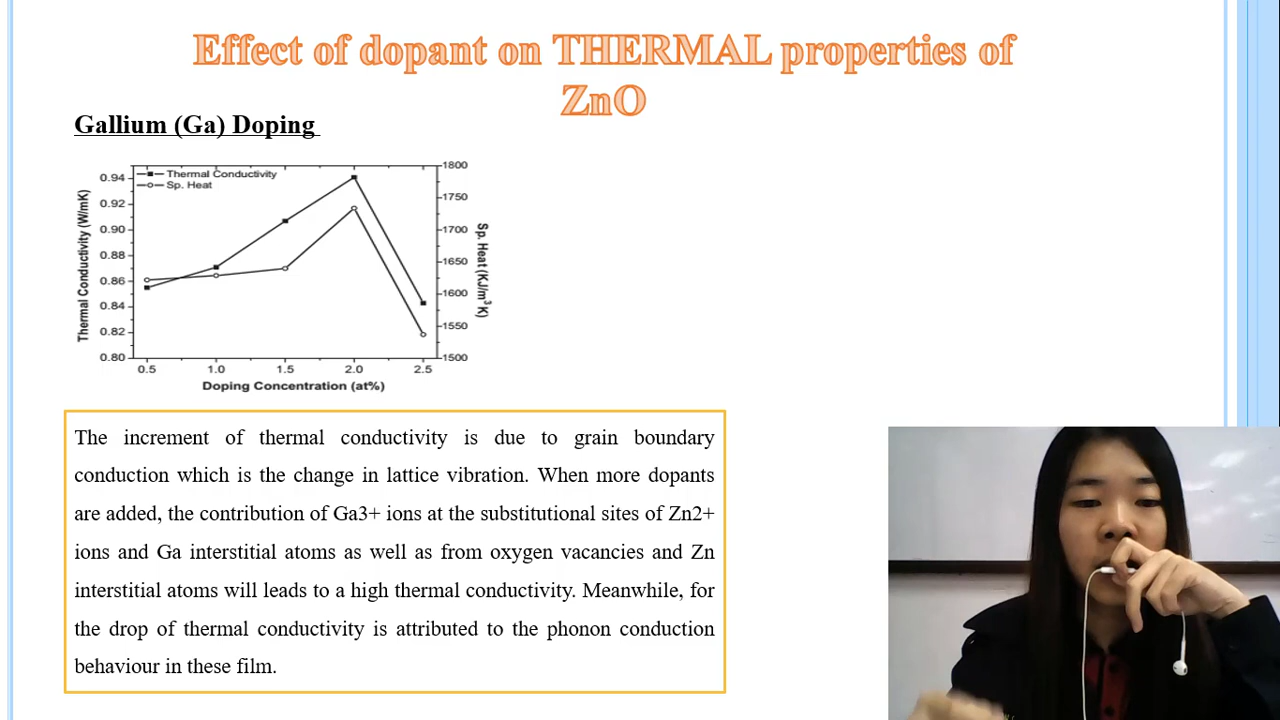 Effect of dopant on THERMAL properties of
ZnO
Gallium (Ga) Doping
Thermal Conductivity
Sp. Heat
Thermal Conductivity (W/mK)
0.94
0.92
0.90
0.88
0.86
0.84
0.82
0.80
1800
1750
1700
1650
1600
1550
1500
Sp. Heat (KJ/m³K)
0.5 1.0 1.5 2.0 2.5
Doping Concentration (at%)
The increment of thermal conductivity is due to grain boundary
conduction which is the change in lattice vibration. When more dopants
are added, the contribution of Ga3+ ions at the substitutional sites of Zn2+
ions and Ga interstitial atoms as well as from oxygen vacancies and Zn
interstitial atoms will leads to a high thermal conductivity. Meanwhile, for
the drop of thermal conductivity is attributed to the phonon conduction
behaviour in these film.